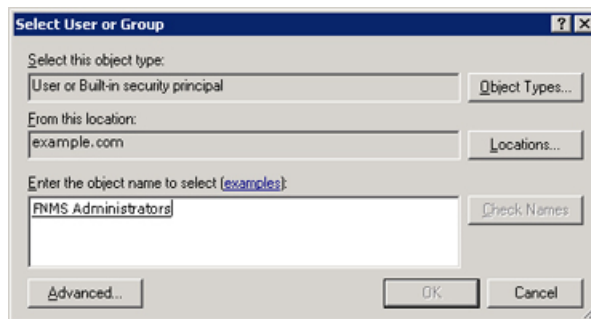 Select User or Group
Select this object type:
User or Built-in security principal
Object Types...
From this location:
example.com
Locations...
Enter the object name to select (examples):
FNMS Administrators
Check Names
Advanced...
OK
Cancel